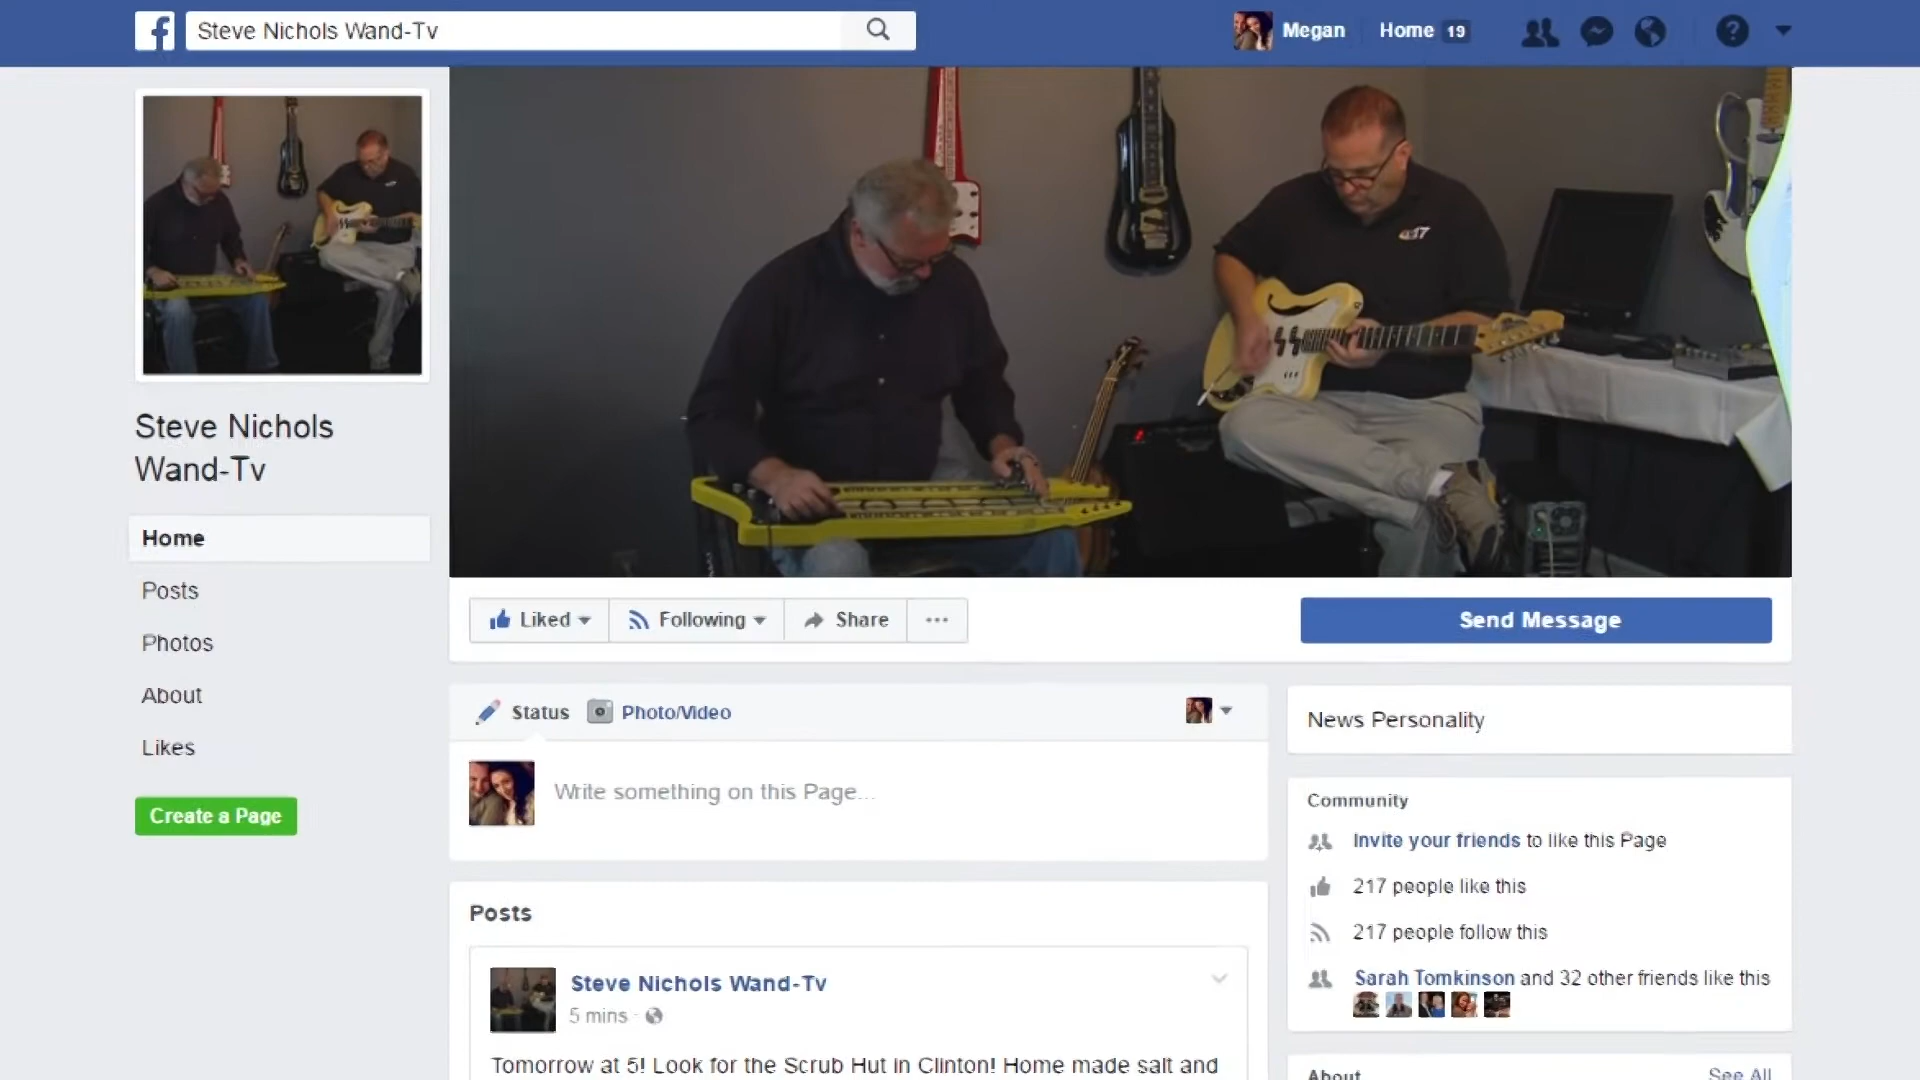 Steve Nichols Wand-Tv
Megan
Home 19
Steve Nichols
Wand-Tv
Home
Posts
Photos
About
Likes
Create a Page
17
Liked
Following
Share
Send Message
Status
Photo/Video
Write something on this Page...
Posts
Steve Nichols Wand-Tv
5 mins
Tomorrow at 5! Look for the Scrub Hut in Clinton! Home made salt and
News Personality
Community
Invite your friends to like this Page
217 people like this
217 people follow this
Sarah Tomkinson and 32 other friends like this
About
See All